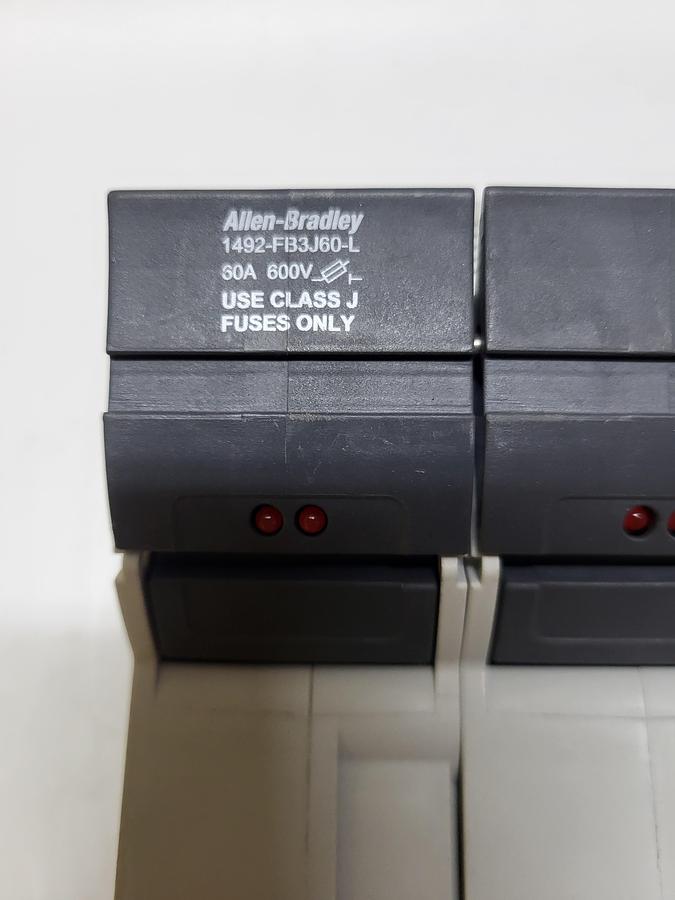 Allen-Bradley
1492-FB3J60-L
60A 600V
USE CLASS J
FUSES ONLY